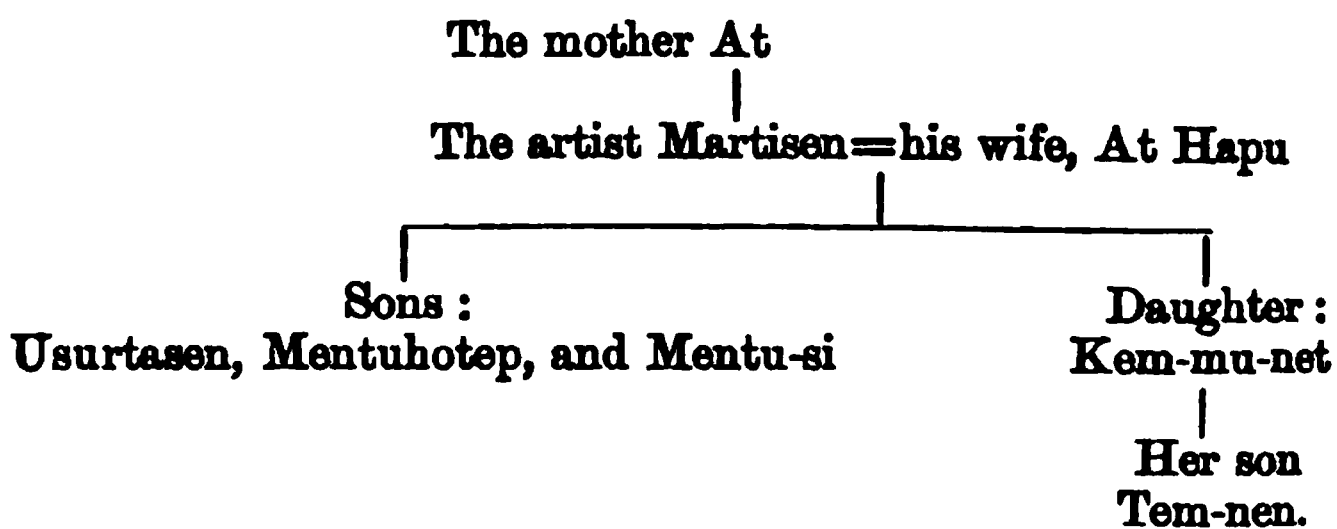 The mother At
The artist Martisen=his wife, At Hapu
Sons :
Usurtasen, Mentuhotep, and Mentu-si
Daughter :
Kem-mu-net
Her son
Tem-nen.